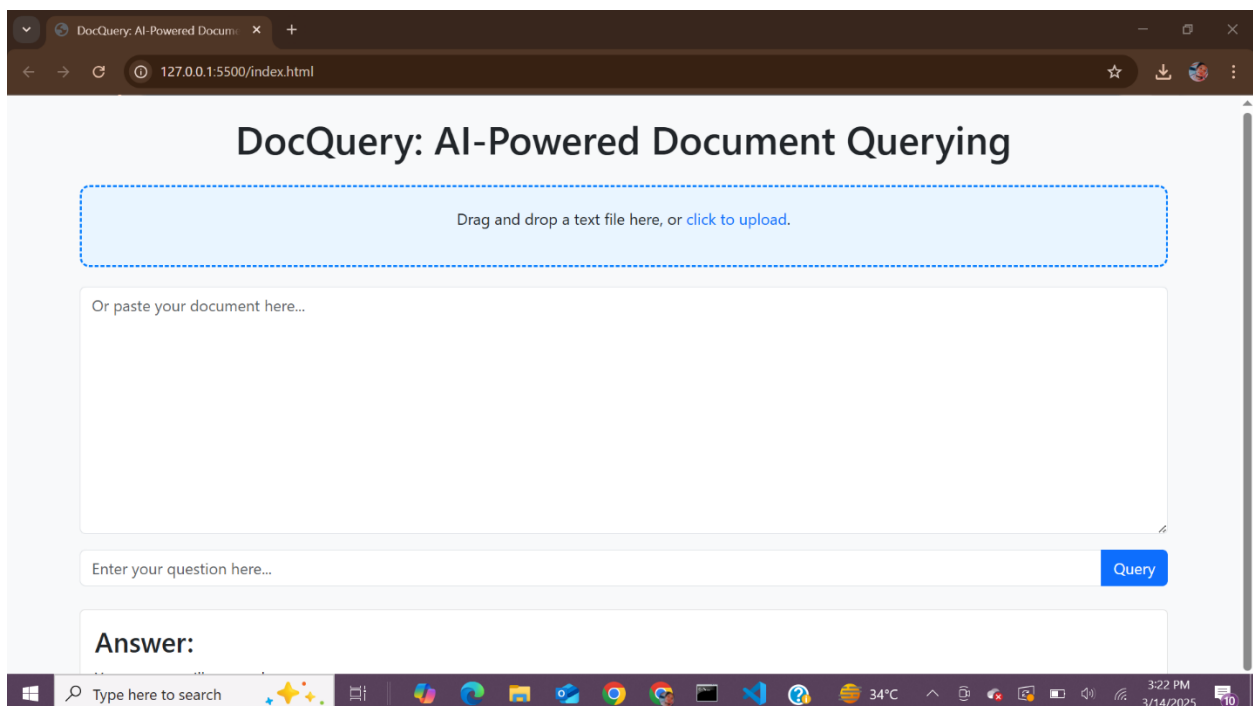 DocQuery: AI-Powered Docum
127.0.0.1:5500/index.html
DocQuery: AI-Powered Document Querying
Drag and drop a text file here, or click to upload.
Or paste your document here...
Enter your question here...
Query
Answer:
Type here to search
34°C
3:22 PM
3/14/2025
10